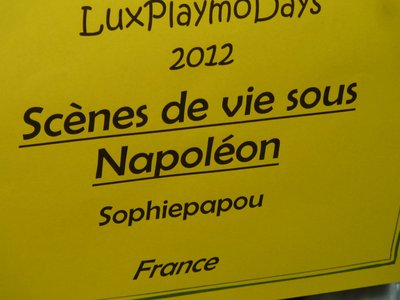 LuxPlaymoDays
2012
Scènes de vie sous
Napoléon
Sophiepapou
France